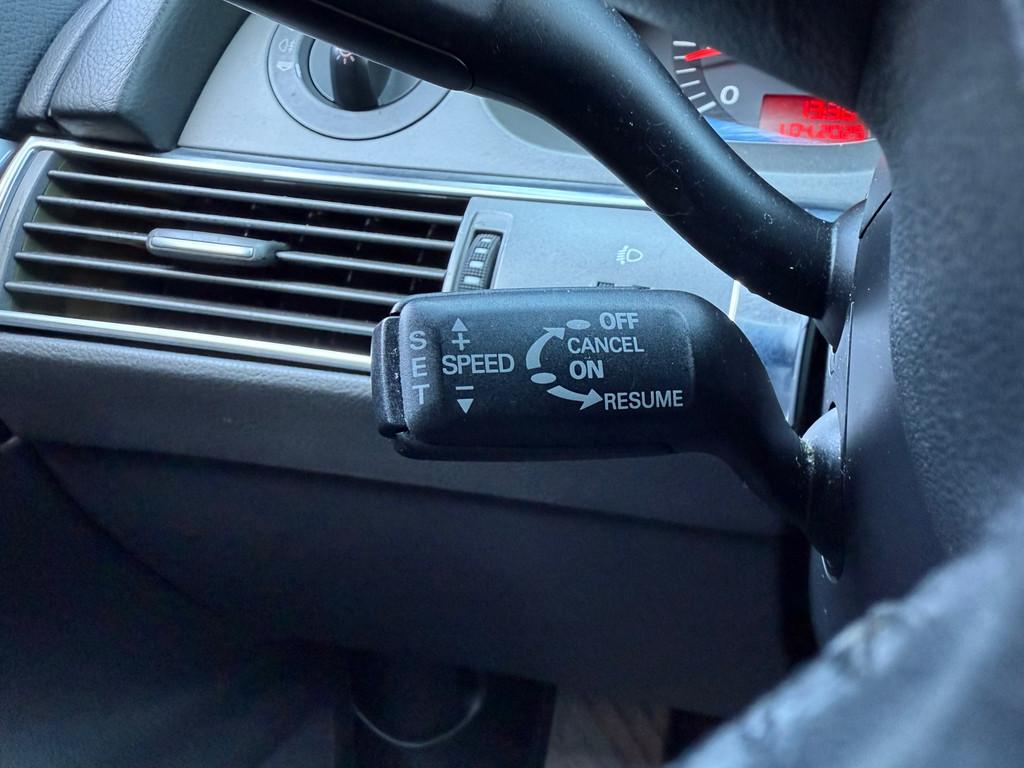 0
SET
+
SPEED
−
OFF
CANCEL
ON
RESUME